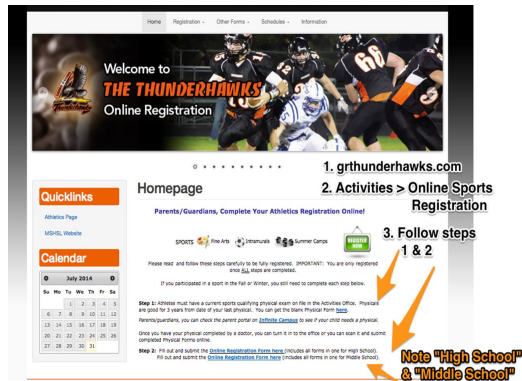 Home Registration Other Forms Schedules Information
Welcome to
THE THUNDERHAWKS
Online Registration
1. grthunderhawks.com
2. Activities > Online Sports
Registration
3. Follow steps
1 & 2
Quicklinks
Athletics Page
MSHSL Website
Calendar
July 2014
Su Mo Tu We Th Fr Sa
1 2 3 4 5
6 7 8 9 10 11 12
13 14 15 16 17 18 19
20 21 22 23 24 25 26
27 28 29 30 31
Homepage
Parents/Guardians, Complete Your Athletics Registration Online!
SPORTS Fine Arts Intramurals Summer Camps REGISTER NOW
Please read and follow these steps carefully to be fully registered. IMPORTANT: You are only registered
once ALL steps are completed.
If you participated in a sport in the Fall or Winter, you still need to complete each step below.
Step 1: Athletes must have a current sports qualifying physical exam on file in the Activities Office. Physicals
are good for 3 years from date of your last physical. You can get the blank Physical Form here.
Parents/guardians, you can check the parent portal on Infinite Campus to see if your child needs a physical.
Once you have your physical completed by a doctor, you can turn it in to the office or you can scan it and submit
completed Physical Forms online.
Step 2: Fill out and submit the Online Registration Form here (includes all forms in one for High School).
Fill out and submit the Online Registration Form here (includes all forms in one for Middle School).
Note "High School"
& "Middle School"